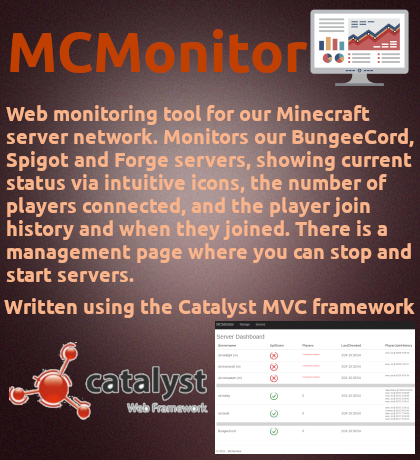 MCMonitor
Web monitoring tool for our Minecraft
server network. Monitors our BungeeCord,
Spigot and Forge servers, showing current
status via intuitive icons, the number of
players connected, and the player join
history and when they joined. There is a
management page where you can stop and
start servers.
Written using the Catalyst MVC framework
catalyst
Web Framework
Server Dashboard